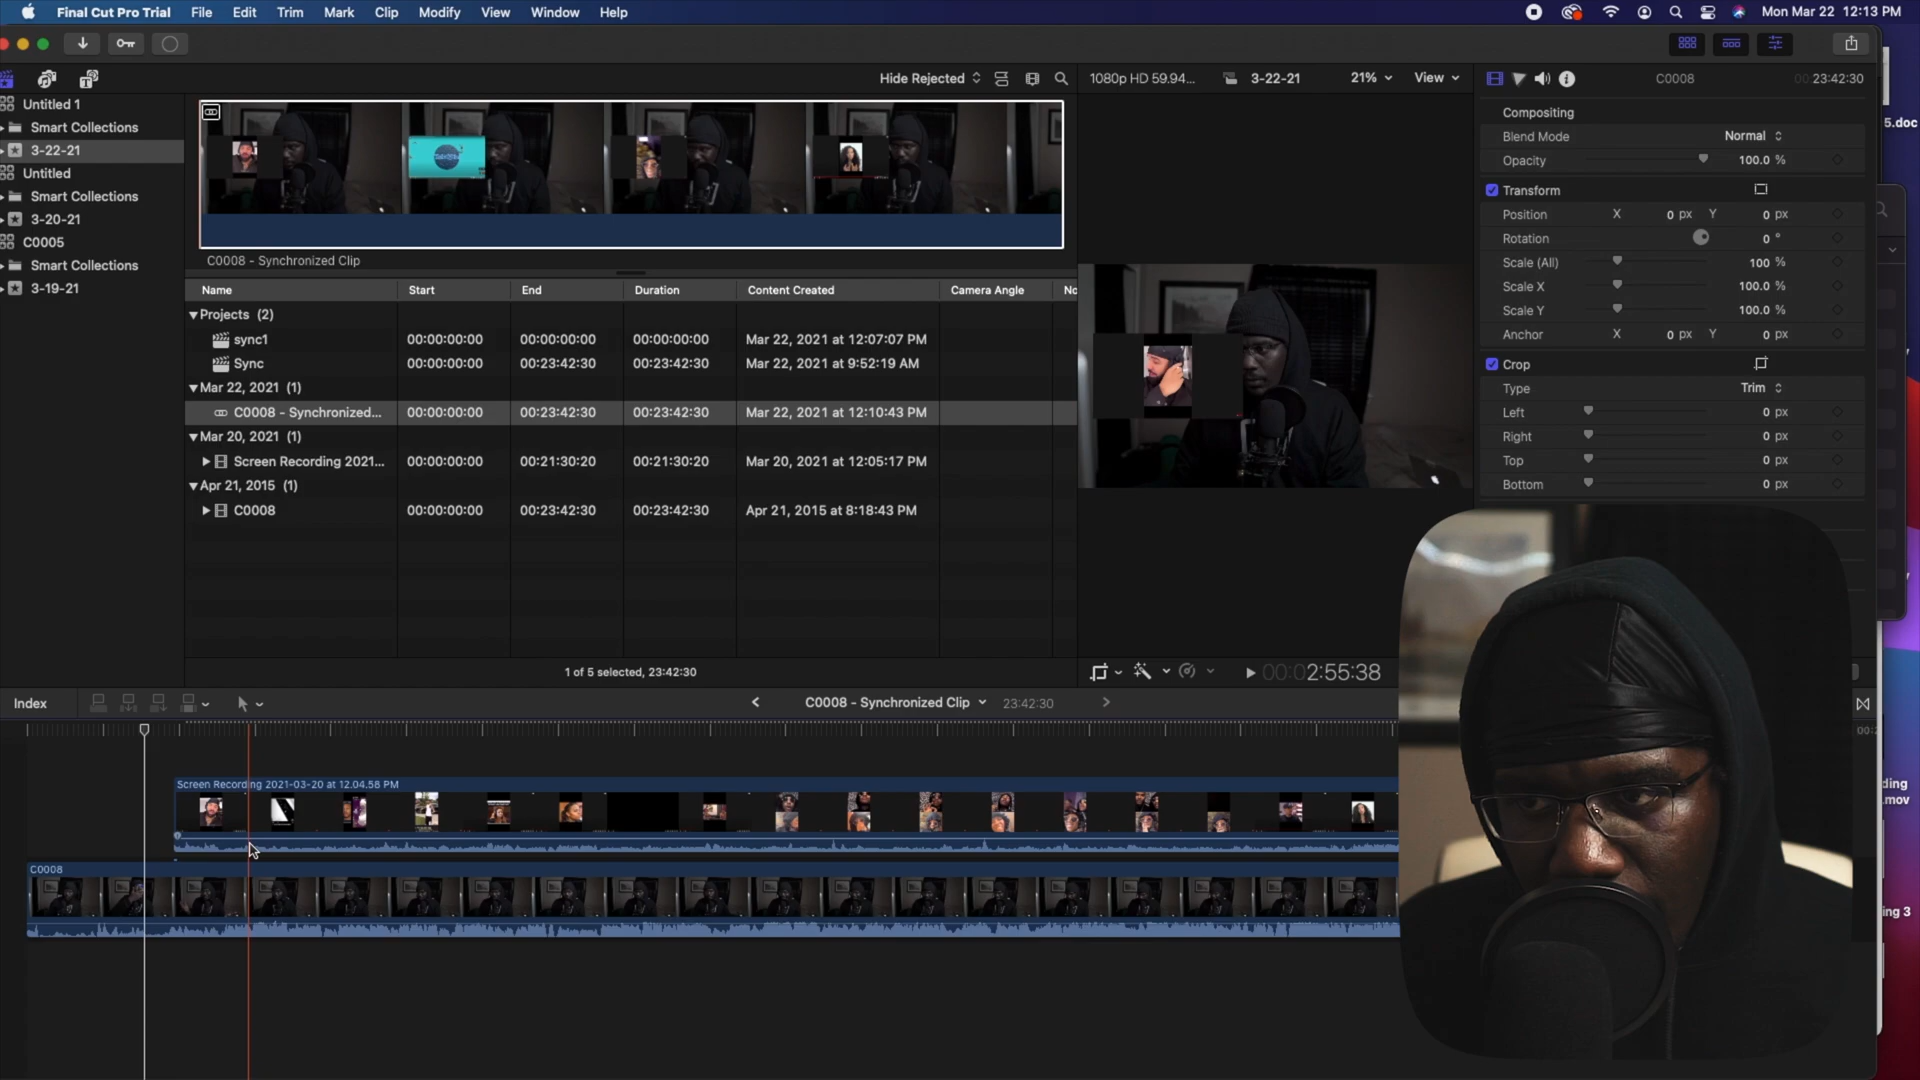 Final Cut Pro Trial File Edit Trim Mark Clip Modify View Window Help Mon Mar 22 12:13 PM
Hide Rejected 1080p HD 59.94... 3-22-21 21% View C0008 00:23:42:30
Untitled 1
Smart Collections
3-22-21
Untitled
Smart Collections
3-20-21
C0005
Smart Collections
3-19-21
C0008 - Synchronized Clip
Name Start End Duration Content Created Camera Angle No
Projects (2)
sync1 00:00:00:00 00:00:00:00 00:00:00:00 Mar 22, 2021 at 12:07:07 PM
Sync 00:00:00:00 00:23:42:30 00:23:42:30 Mar 22, 2021 at 9:52:19 AM
Mar 22, 2021 (1)
C0008 - Synchronized... 00:00:00:00 00:23:42:30 00:23:42:30 Mar 22, 2021 at 12:10:43 PM
Mar 20, 2021 (1)
Screen Recording 2021... 00:00:00:00 00:21:30:20 00:21:30:20 Mar 20, 2021 at 12:05:17 PM
Apr 21, 2015 (1)
C0008 00:00:00:00 00:23:42:30 00:23:42:30 Apr 21, 2015 at 8:18:43 PM
1 of 5 selected, 23:42:30
00:02:55:38
Compositing
Blend Mode Normal
Opacity 100.0 %
Transform
Position X 0 px Y 0 px
Rotation 0 °
Scale (All) 100 %
Scale X 100.0 %
Scale Y 100.0 %
Anchor X 0 px Y 0 px
Crop
Type Trim
Left 0 px
Right 0 px
Top 0 px
Bottom 0 px
5.doc
Index C0008 - Synchronized Clip 23:42:30
Screen Recording 2021-03-20 at 12.04.58 PM
C0008
00:
ding
.mov
ing 3